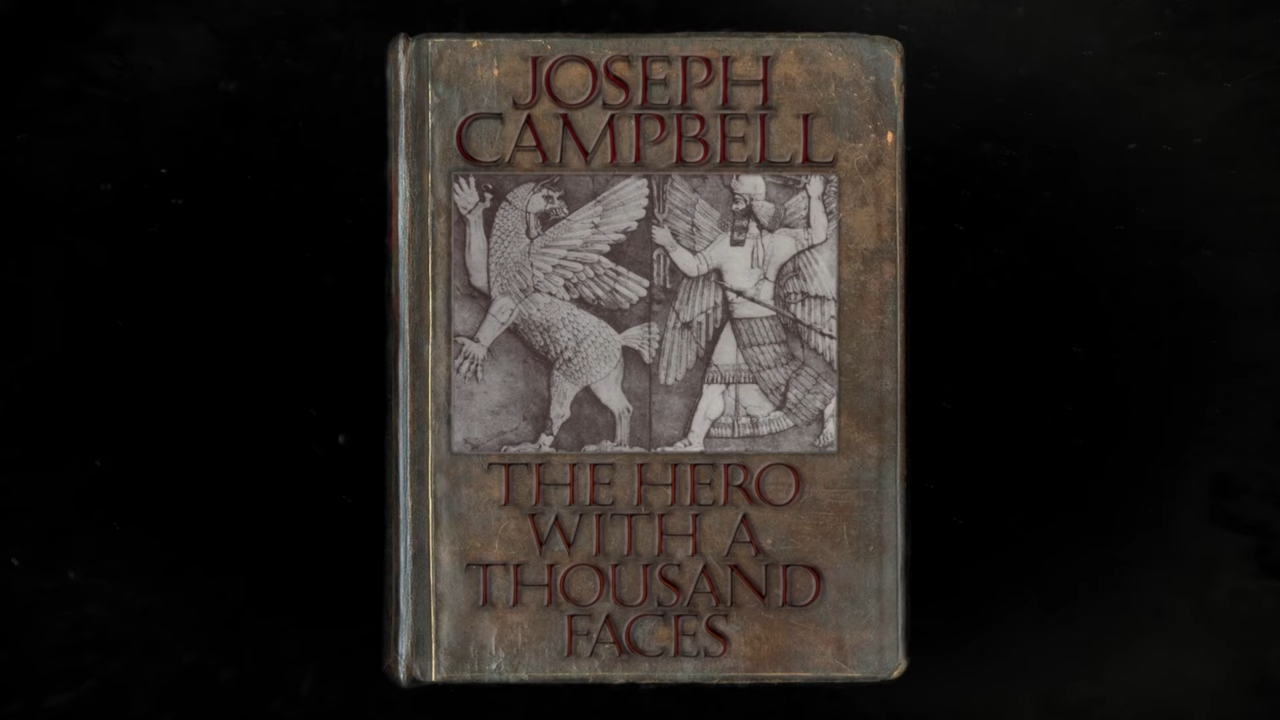 JOSEPH
CAMPBELL
THE HERO
WITH A
THOUSAND
FACES